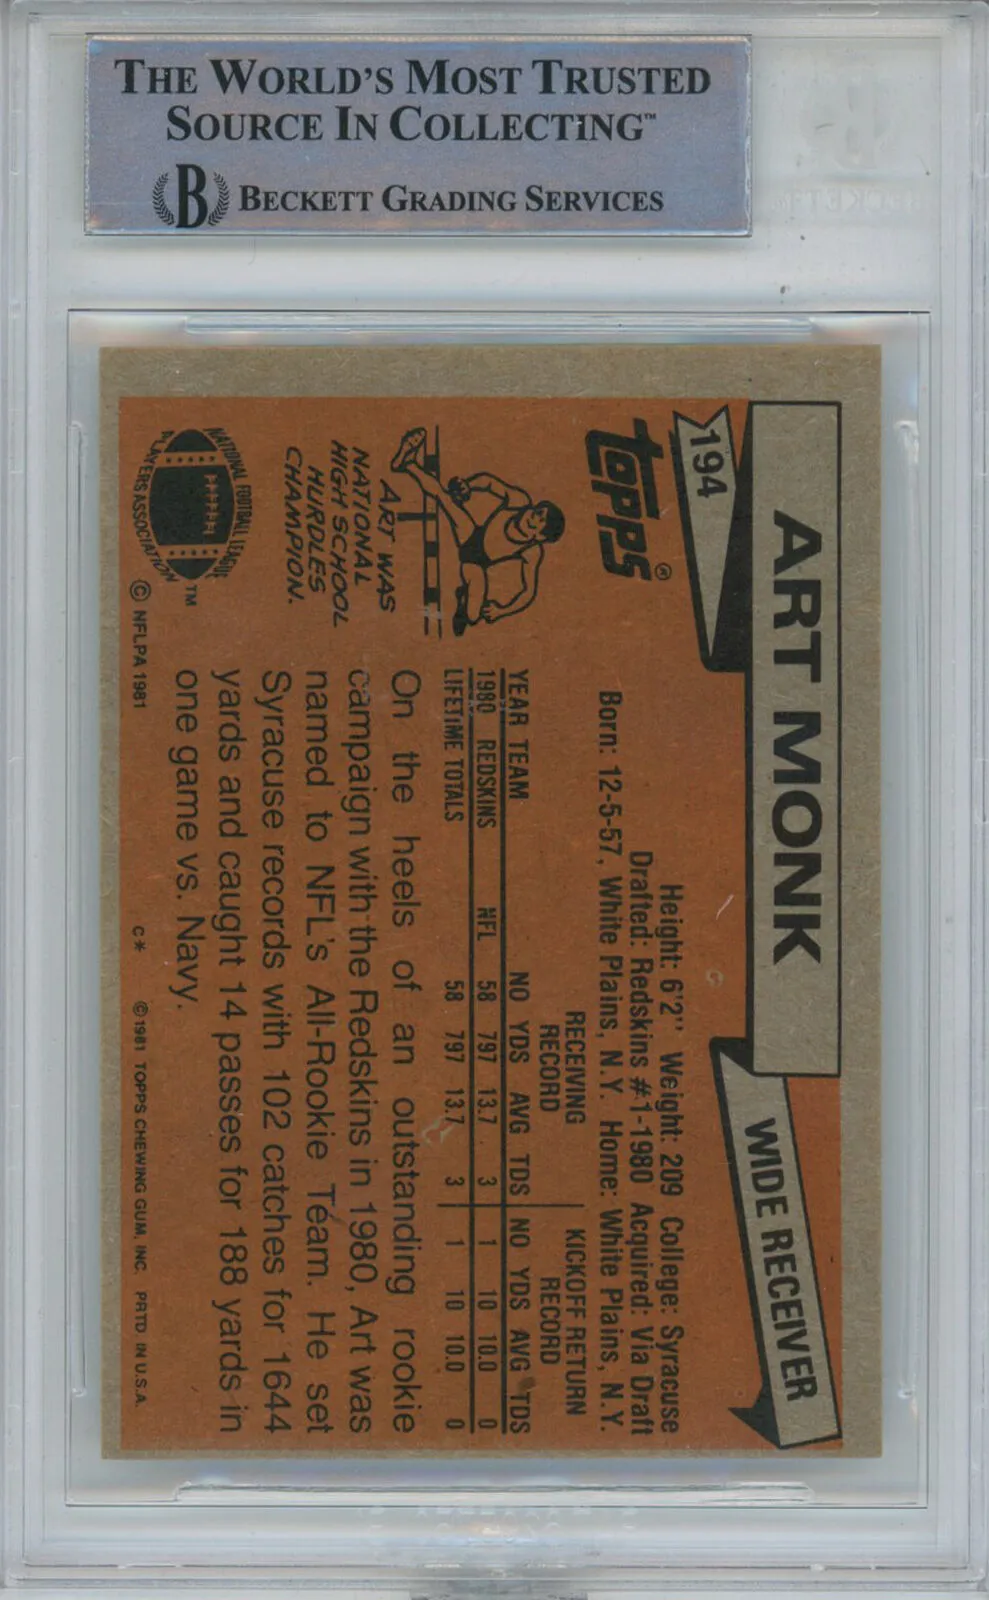 THE WORLD'S MOST TRUSTED
SOURCE IN COLLECTING™
B BECKETT GRADING SERVICES
194
ART MONK
WIDE RECEIVER
TOPPS®
Height: 6'2" Weight: 209 College: Syracuse
Drafted: Redskins #1-1980 Acquired: Via Draft
Born: 12-5-57, White Plains, N.Y. Home: White Plains, N.Y.
RECEIVING RECORD KICKOFF RETURN RECORD
YEAR TEAM NO YDS AVG TDS NO YDS AVG TDS
1980 REDSKINS NFL 58 797 13.7 3 1 10 10.0 0
LIFETIME TOTALS 58 797 13.7 3 1 10 10.0 0
ART WAS
NATIONAL
HIGH SCHOOL
HURDLES
CHAMPION.
On the heels of an outstanding rookie
campaign with the Redskins in 1980, Art was
named to NFL's All-Rookie Team. He set
Syracuse records with 102 catches for 1644
yards and caught 14 passes for 188 yards in
one game vs. Navy.
NATIONAL FOOTBALL LEAGUE
PLAYERS ASSOCIATION
™
© NFLPA 1981
C* ©1981 TOPPS CHEWING GUM, INC. PRTD IN U.S.A.